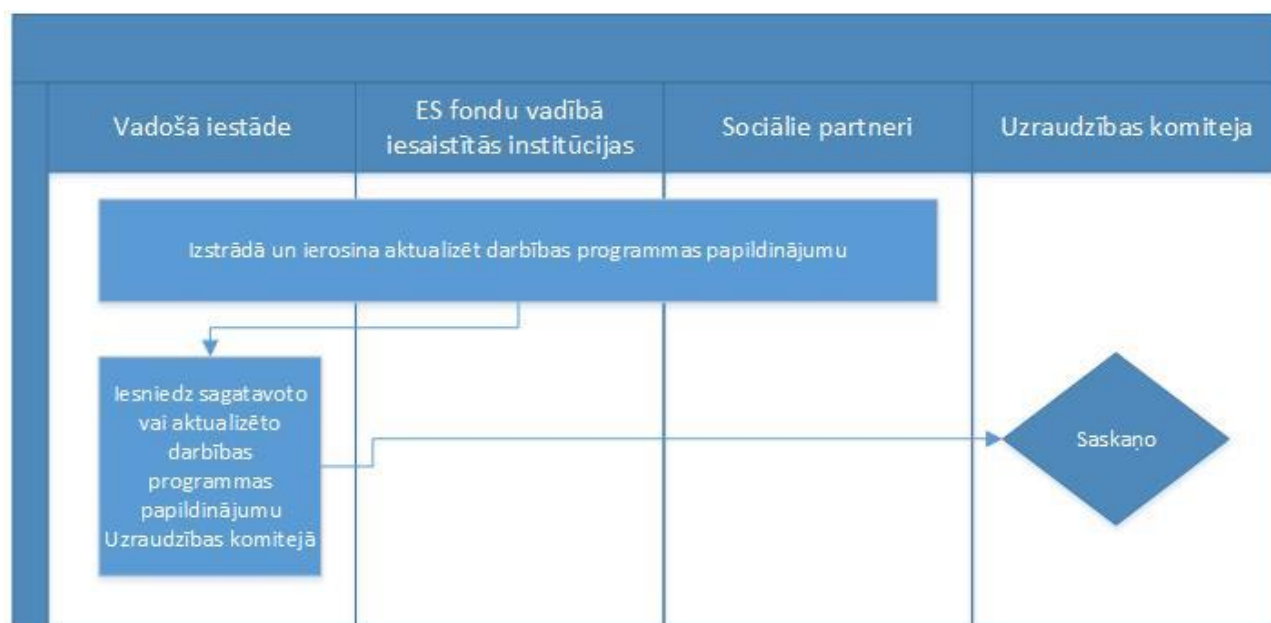 Vadošā iestāde
ES fondu vadībā
iesaistītās institūcijas
Sociālie partneri
Uzraudzības komiteja
Izstrādā un ierosina aktualizēt darbības programmas papildinājumu
Iesniedz sagatavoto
vai aktualizēto
darbības
programmas
papildinājumu
Uzraudzības komitejā
Saskaņo